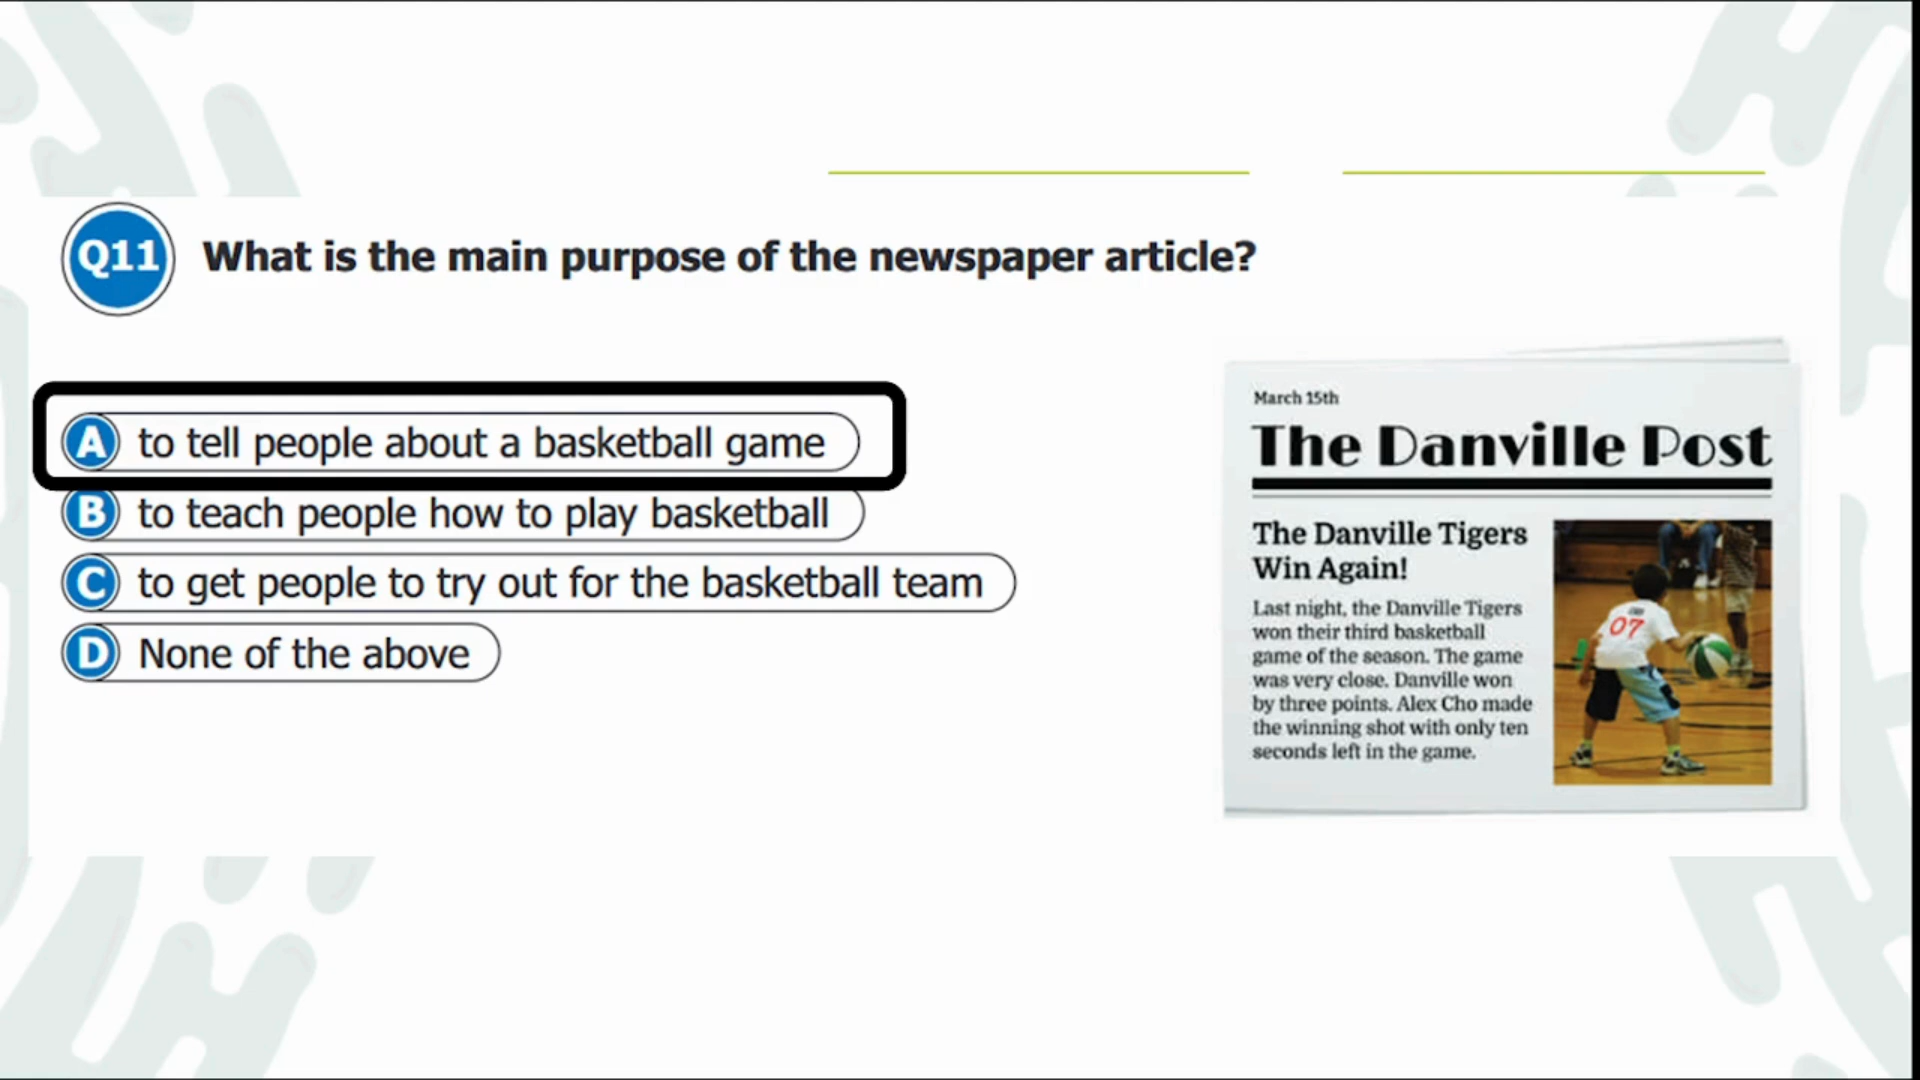 Q11 What is the main purpose of the newspaper article?
A to tell people about a basketball game
B to teach people how to play basketball
C to get people to try out for the basketball team
D None of the above
March 15th
The Danville Post
The Danville Tigers
Win Again!
Last night, the Danville Tigers
won their third basketball
game of the season. The game
was very close. Danville won
by three points. Alex Cho made
the winning shot with only ten
seconds left in the game.
07